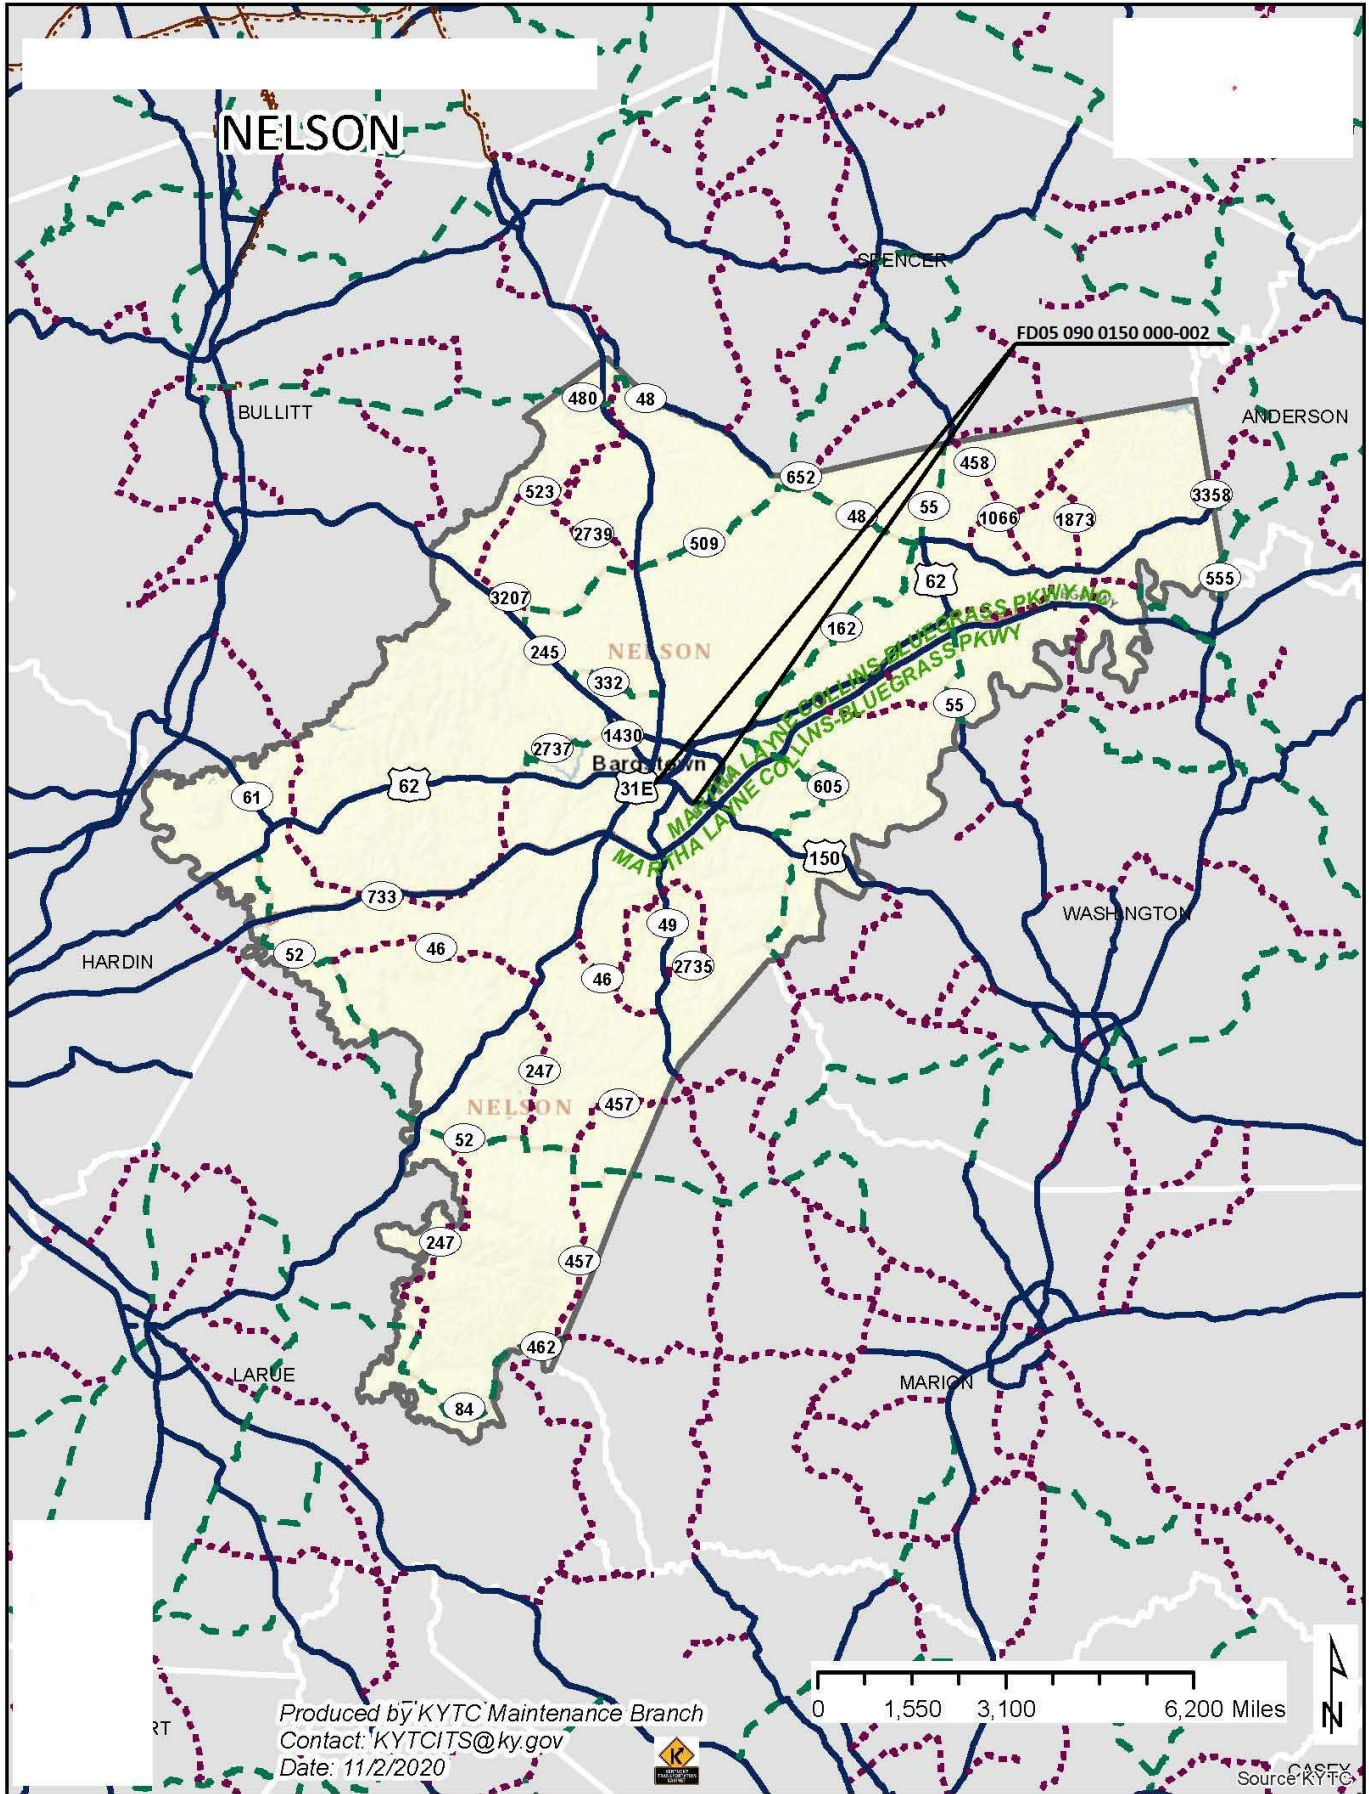 NELSON
SPENCER
FD05 090 0150 000-002
BULLITT
ANDERSON
480
48
652
458
523
3358
48
55
1066
1873
2739
509
62
555
3207
162
MARTHA LAYNE COLLINS-BLUEGRASS PKWY NC
MARTHA LAYNE COLLINS-BLUEGRASS PKWY
245
NELSON
332
55
1430
2737
Bardstown
62
31E
605
61
150
733
49
WASHINGTON
46
52
HARDIN
46
2735
247
NELSON
457
52
247
457
462
LARUE
MARION
84
0 1,550 3,100 6,200 Miles
N
Produced by KYTC Maintenance Branch
Contact: KYTCITS@ky.gov
Date: 11/2/2020
RT
K
CASEY
Source KYTC